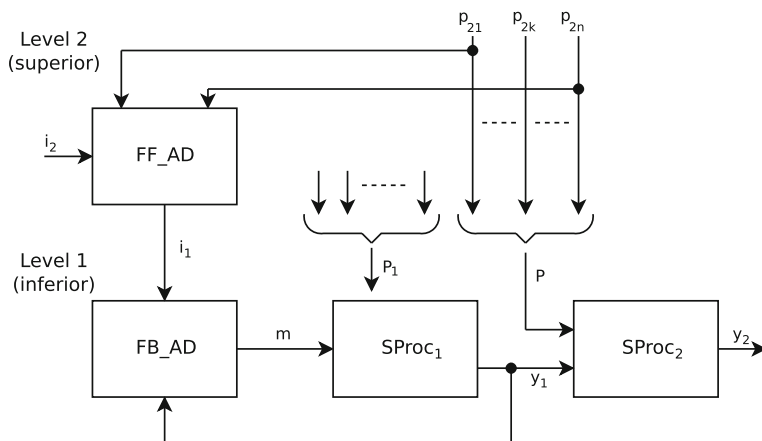 Level 2
(superior)
p21
p2k
p2n
i2
FF_AD
i1
P1
Level 1
(inferior)
P
FB_AD
m
SProc1
y1
SProc2
y2